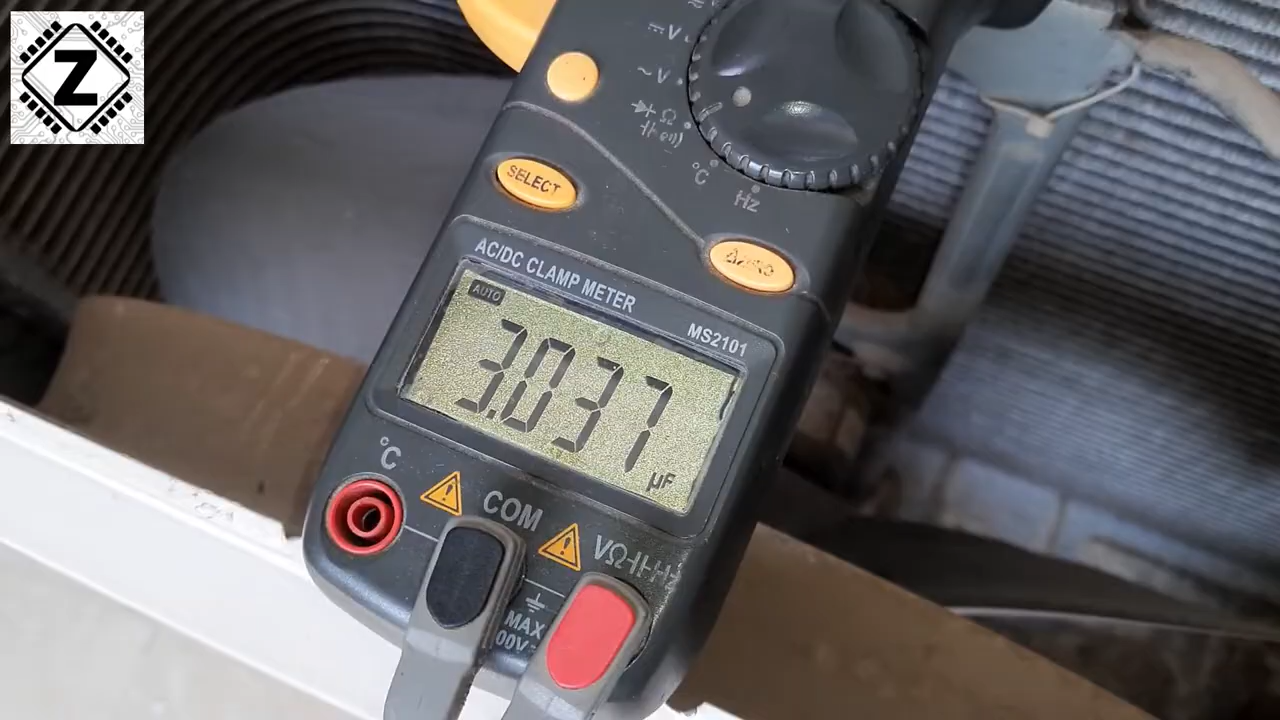 Z
⎓V
~V
Ω
°C
Hz
SELECT
AC/DC CLAMP METER
MS2101
AUTO
3.037
µF
°C
COM
VΩ
MAX